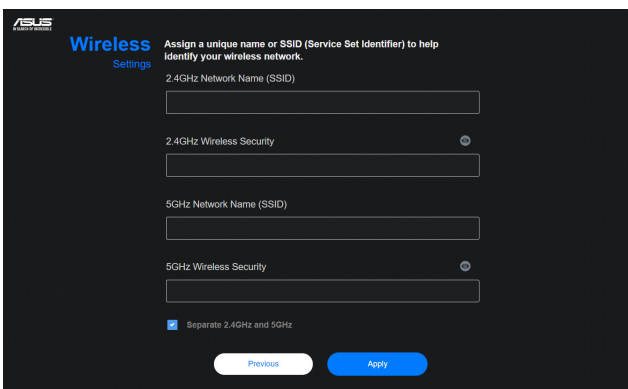 ASUS
IN SEARCH OF INCREDIBLE
Wireless
Settings
Assign a unique name or SSID (Service Set Identifier) to help
identify your wireless network.
2.4GHz Network Name (SSID)
2.4GHz Wireless Security
5GHz Network Name (SSID)
5GHz Wireless Security
Separate 2.4GHz and 5GHz
Previous
Apply